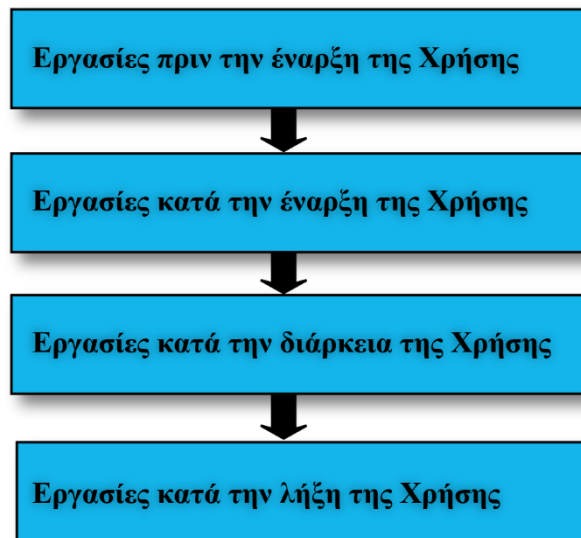 Εργασίες πριν την έναρξη της Χρήσης
Εργασίες κατά την έναρξη της Χρήσης
Εργασίες κατά την διάρκεια της Χρήσης
Εργασίες κατά την λήξη της Χρήσης